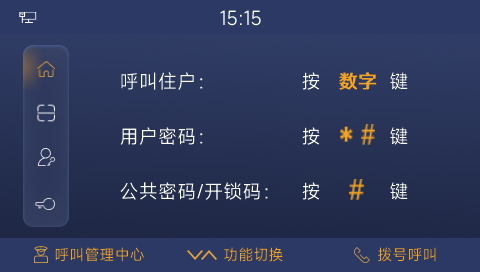 15:15
呼叫住户： 按 数字 键
用户密码： 按 *# 键
公共密码/开锁码： 按 # 键
呼叫管理中心 功能切换 拨号呼叫